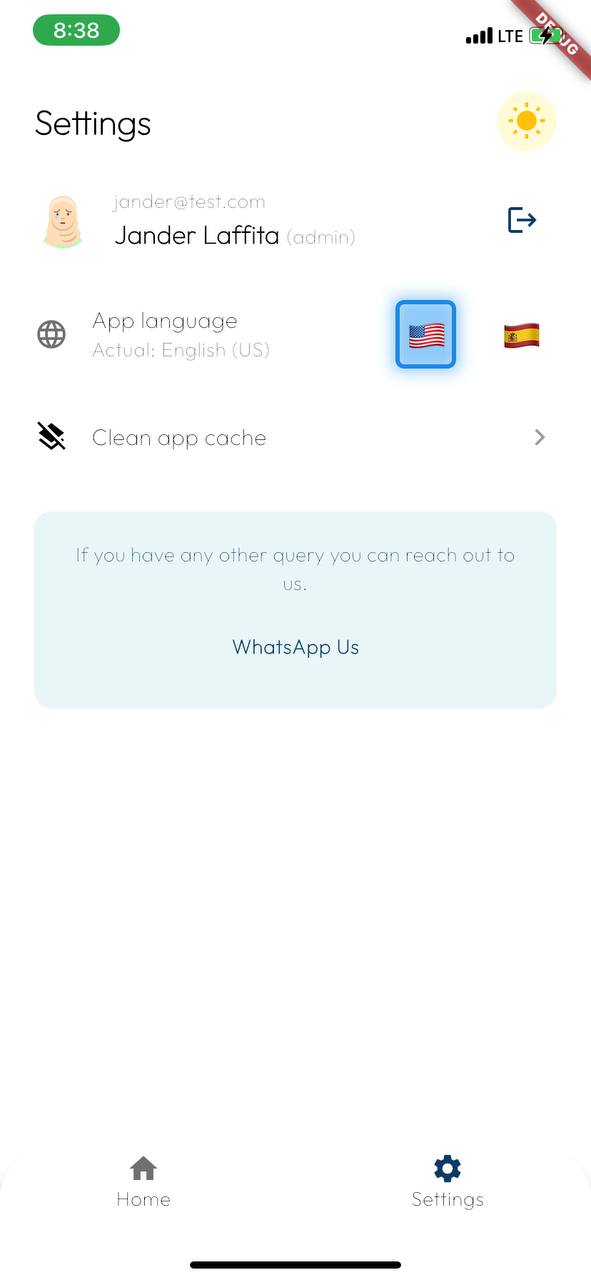 8:38
LTE
DEBUG
Settings
jander@test.com
Jander Laffita (admin)
App language
Actual: English (US)
Clean app cache
If you have any other query you can reach out to
us.
WhatsApp Us
Home
Settings